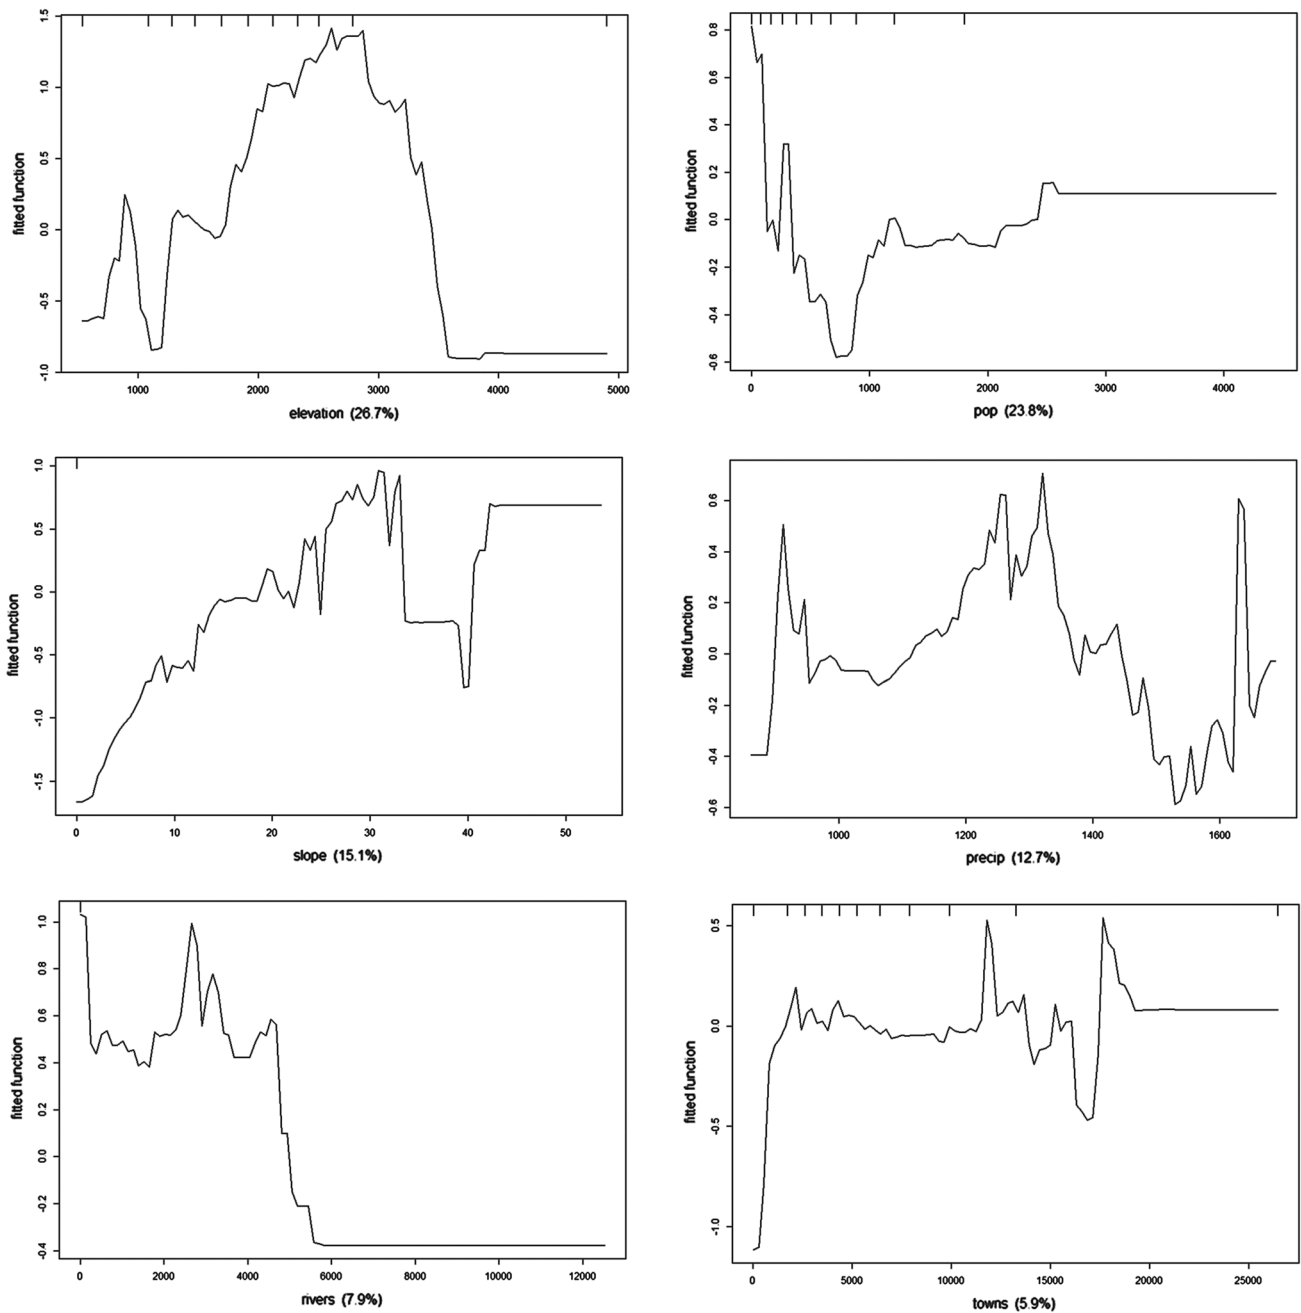 1.5
1.0
0.5
0.0
-0.5
-1.0
fitted function
1000 2000 3000 4000 5000
elevation (26.7%)
0.8
0.6
0.4
0.2
0.0
-0.2
-0.4
-0.6
fitted function
0 1000 2000 3000 4000
pop (23.8%)
1.0
0.5
0.0
-0.5
-1.0
-1.5
fitted function
0 10 20 30 40 50
slope (15.1%)
0.6
0.4
0.2
0.0
-0.2
-0.4
-0.6
fitted function
1000 1200 1400 1600
precip (12.7%)
1.0
0.8
0.6
0.4
0.2
0.0
-0.2
-0.4
fitted function
0 2000 4000 6000 8000 10000 12000
rivers (7.9%)
0.5
0.0
-0.5
-1.0
fitted function
0 5000 10000 15000 20000 25000
towns (5.9%)